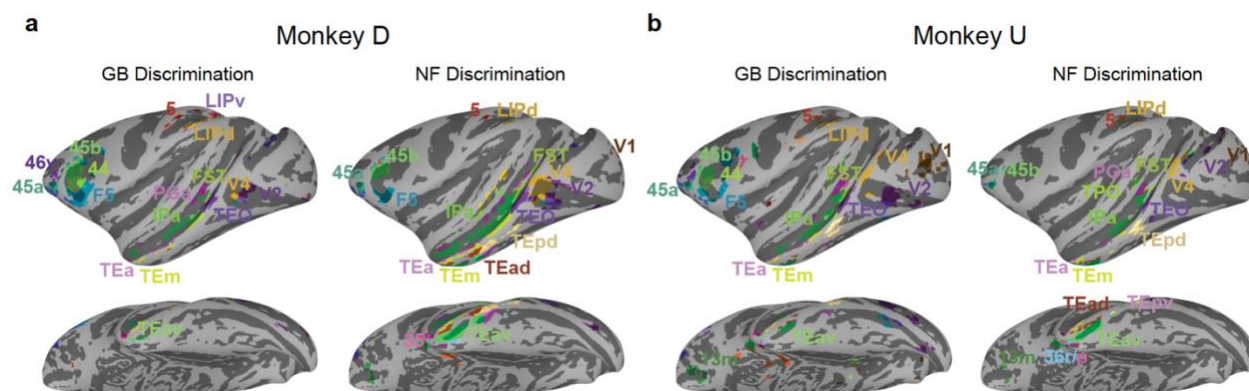 a
Monkey D
GB Discrimination
NF Discrimination
LIPv
5
LIPd
45b
46v
44
45a
F5
FST
PGa
V4
V2
IPa
TEO
TEa
TEm
TEav
5
LIPd
45b
45a
F5
FST
V1
V4
V2
IPa
TEO
TEpd
TEa
TEm
TEad
35
TEav
b
Monkey U
GB Discrimination
NF Discrimination
5
LIPd
45b
44
45a
F5
FST
V4
V1
V2
IPa
TEO
TEa
TEm
TEav
13m
LIPd
5
45a
45b
PGa
FST
V1
V2
TPO
V4
IPa
TEO
TEpd
TEa
TEm
TEad
TEpv
TEav
13m
36r/p